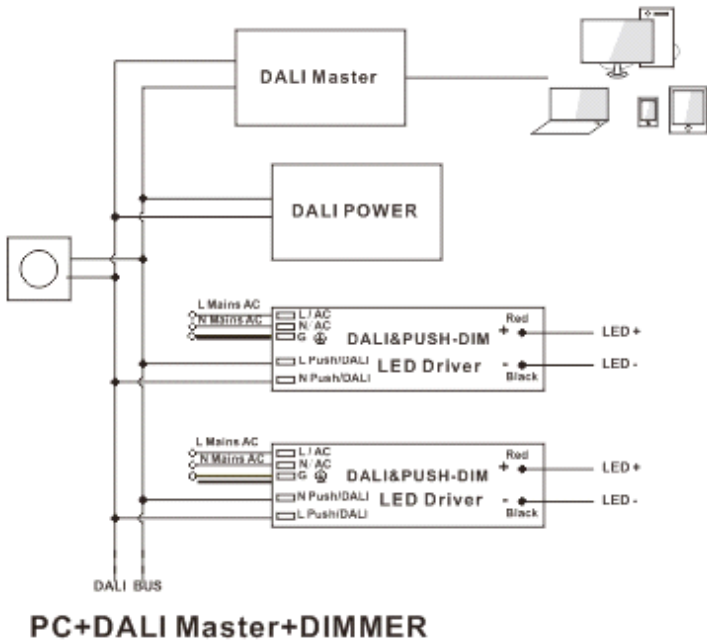 DALI Master
DALI POWER
L Mains AC
N Mains AC
L / AC
N/ AC
G
L Push/DALI
N Push/DALI
DALI&PUSH-DIM
LED Driver
Red
+
-
Black
LED +
LED -
L Mains AC
N Mains AC
L / AC
N/ AC
G
N Push/DALI
L Push/DALI
DALI&PUSH-DIM
LED Driver
Red
+
-
Black
LED +
LED -
DALI BUS
PC+DALI Master+DIMMER